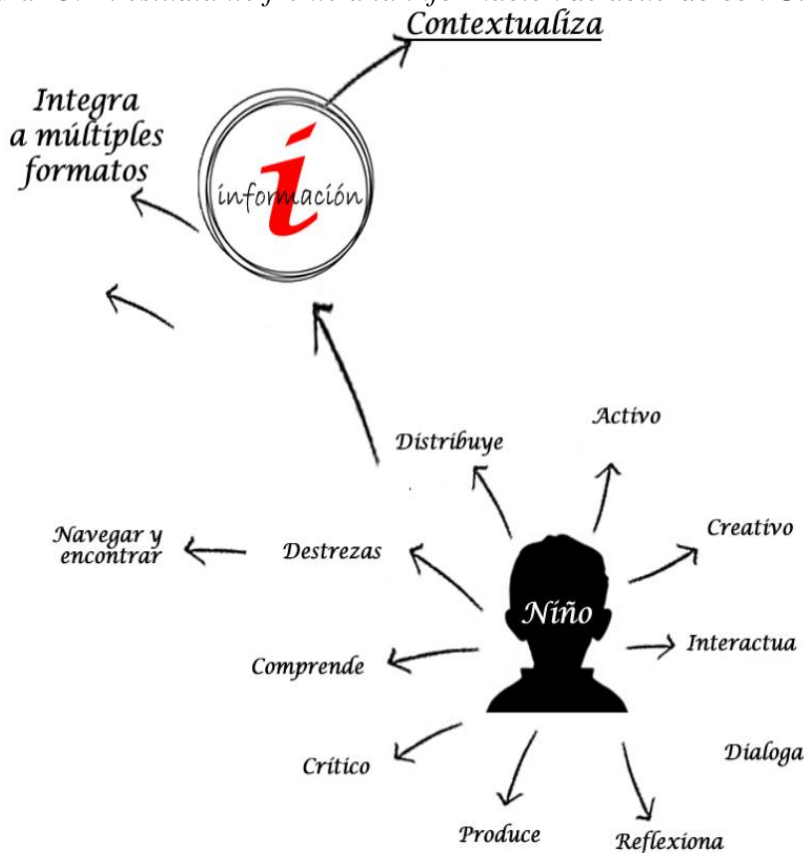 Contextualiza
Integra
a múltiples
formatos
información
Distribuye
Activo
Navegar y
encontrar
Destrezas
Creativo
Niño
Interactua
Comprende
Dialoga
Crítico
Produce
Reflexiona